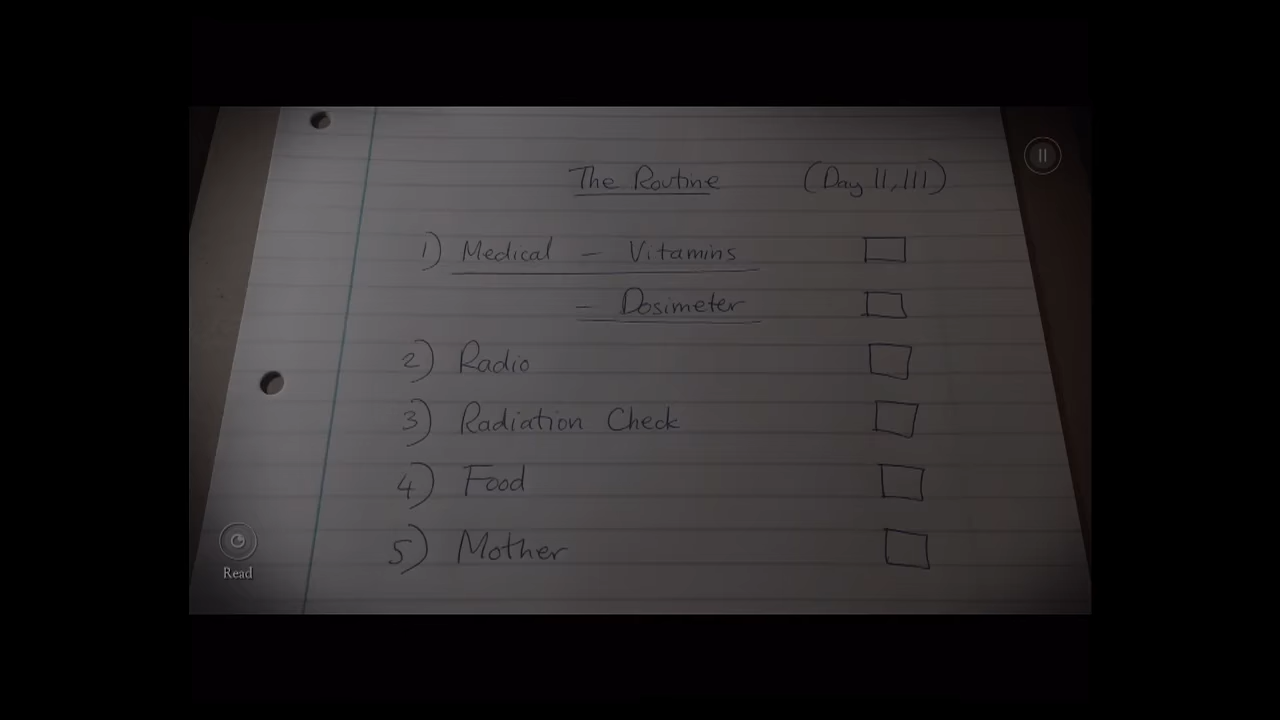 The Routine (Day 11,111)
1) Medical - Vitamins
- Dosimeter
2) Radio
3) Radiation Check
4) Food
5) Mother
Read